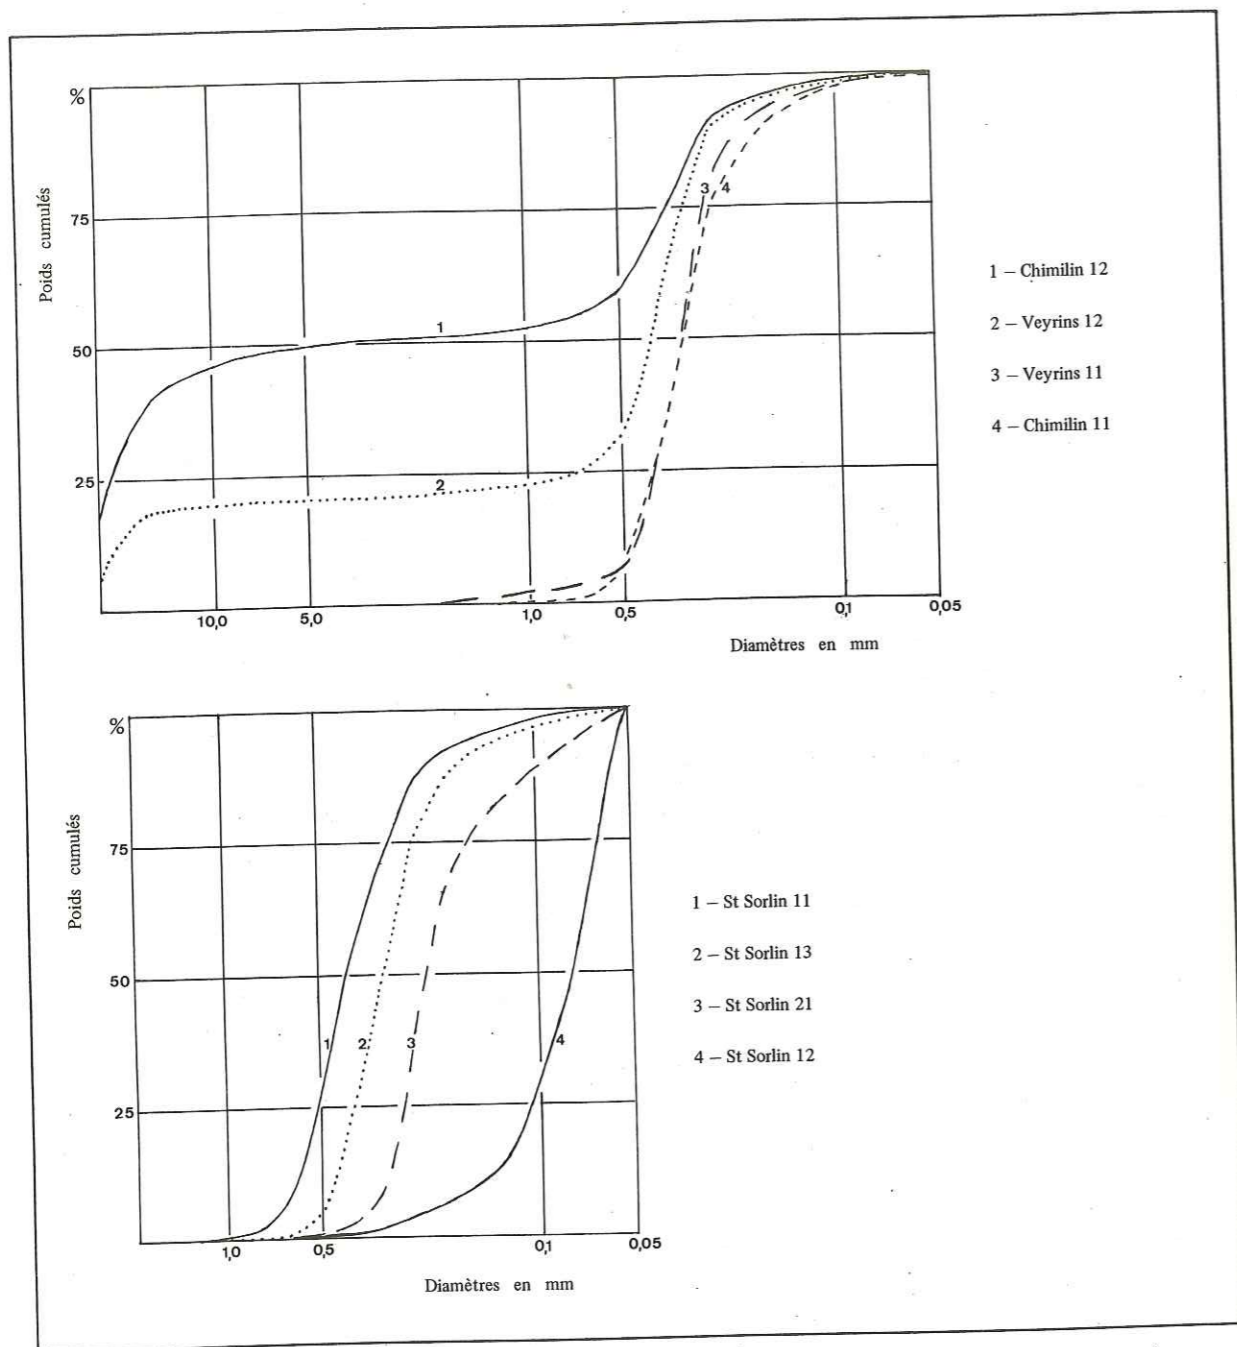 %
Poids cumulés
75
50
25
1
2
3 4
10,0 5,0 1,0 0,5 0,1 0,05
Diamètres en mm
1 – Chimilin 12
2 – Veyrins 12
3 – Veyrins 11
4 – Chimilin 11
%
Poids cumulés
75
50
25
1 2 3 4
1,0 0,5 0,1 0,05
Diamètres en mm
1 – St Sorlin 11
2 – St Sorlin 13
3 – St Sorlin 21
4 – St Sorlin 12